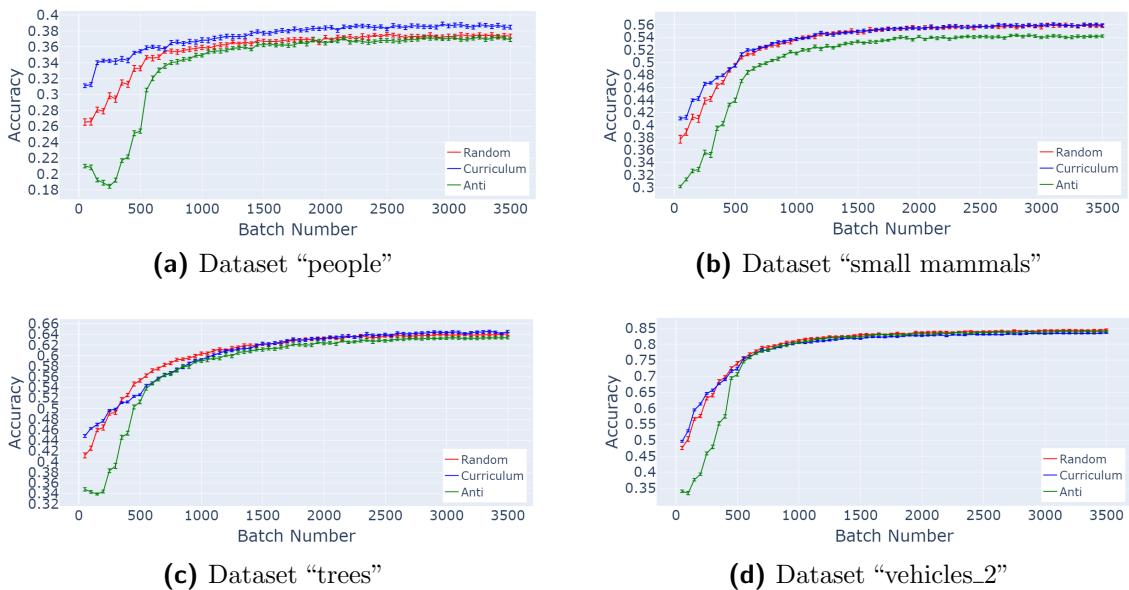 0.4
0.38
0.36
0.34
0.32
0.3
0.28
0.26
0.24
0.22
0.2
0.18
Accuracy
Random
Curriculum
Anti
0 500 1000 1500 2000 2500 3000 3500
Batch Number
(a) Dataset “people”
0.56
0.54
0.52
0.5
0.48
0.46
0.44
0.42
0.4
0.38
0.36
0.34
0.32
0.3
Accuracy
Random
Curriculum
Anti
0 500 1000 1500 2000 2500 3000 3500
Batch Number
(b) Dataset “small mammals”
0.66
0.64
0.62
0.6
0.58
0.56
0.54
0.52
0.5
0.48
0.46
0.44
0.42
0.4
0.38
0.36
0.34
0.32
Accuracy
Random
Curriculum
Anti
0 500 1000 1500 2000 2500 3000 3500
Batch Number
(c) Dataset “trees”
0.85
0.8
0.75
0.7
0.65
0.6
0.55
0.5
0.45
0.4
0.35
Accuracy
Random
Curriculum
Anti
0 500 1000 1500 2000 2500 3000 3500
Batch Number
(d) Dataset “vehicles_2”